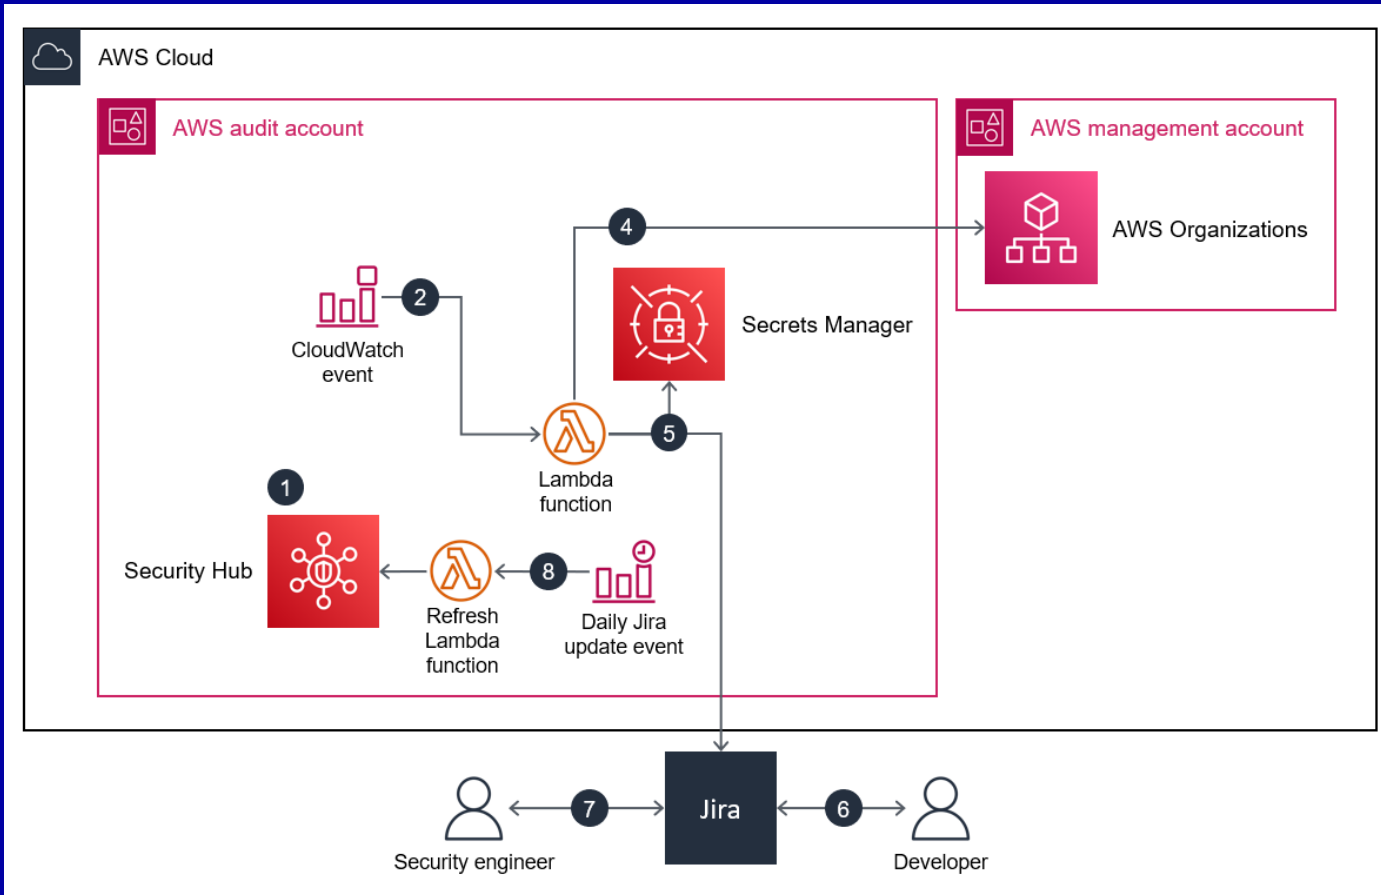 AWS Cloud
AWS audit account
AWS management account
4
AWS Organizations
2
Secrets Manager
CloudWatch
event
5
Lambda
function
1
Security Hub
8
Refresh
Lambda
function
Daily Jira
update event
7
Jira
6
Security engineer
Developer